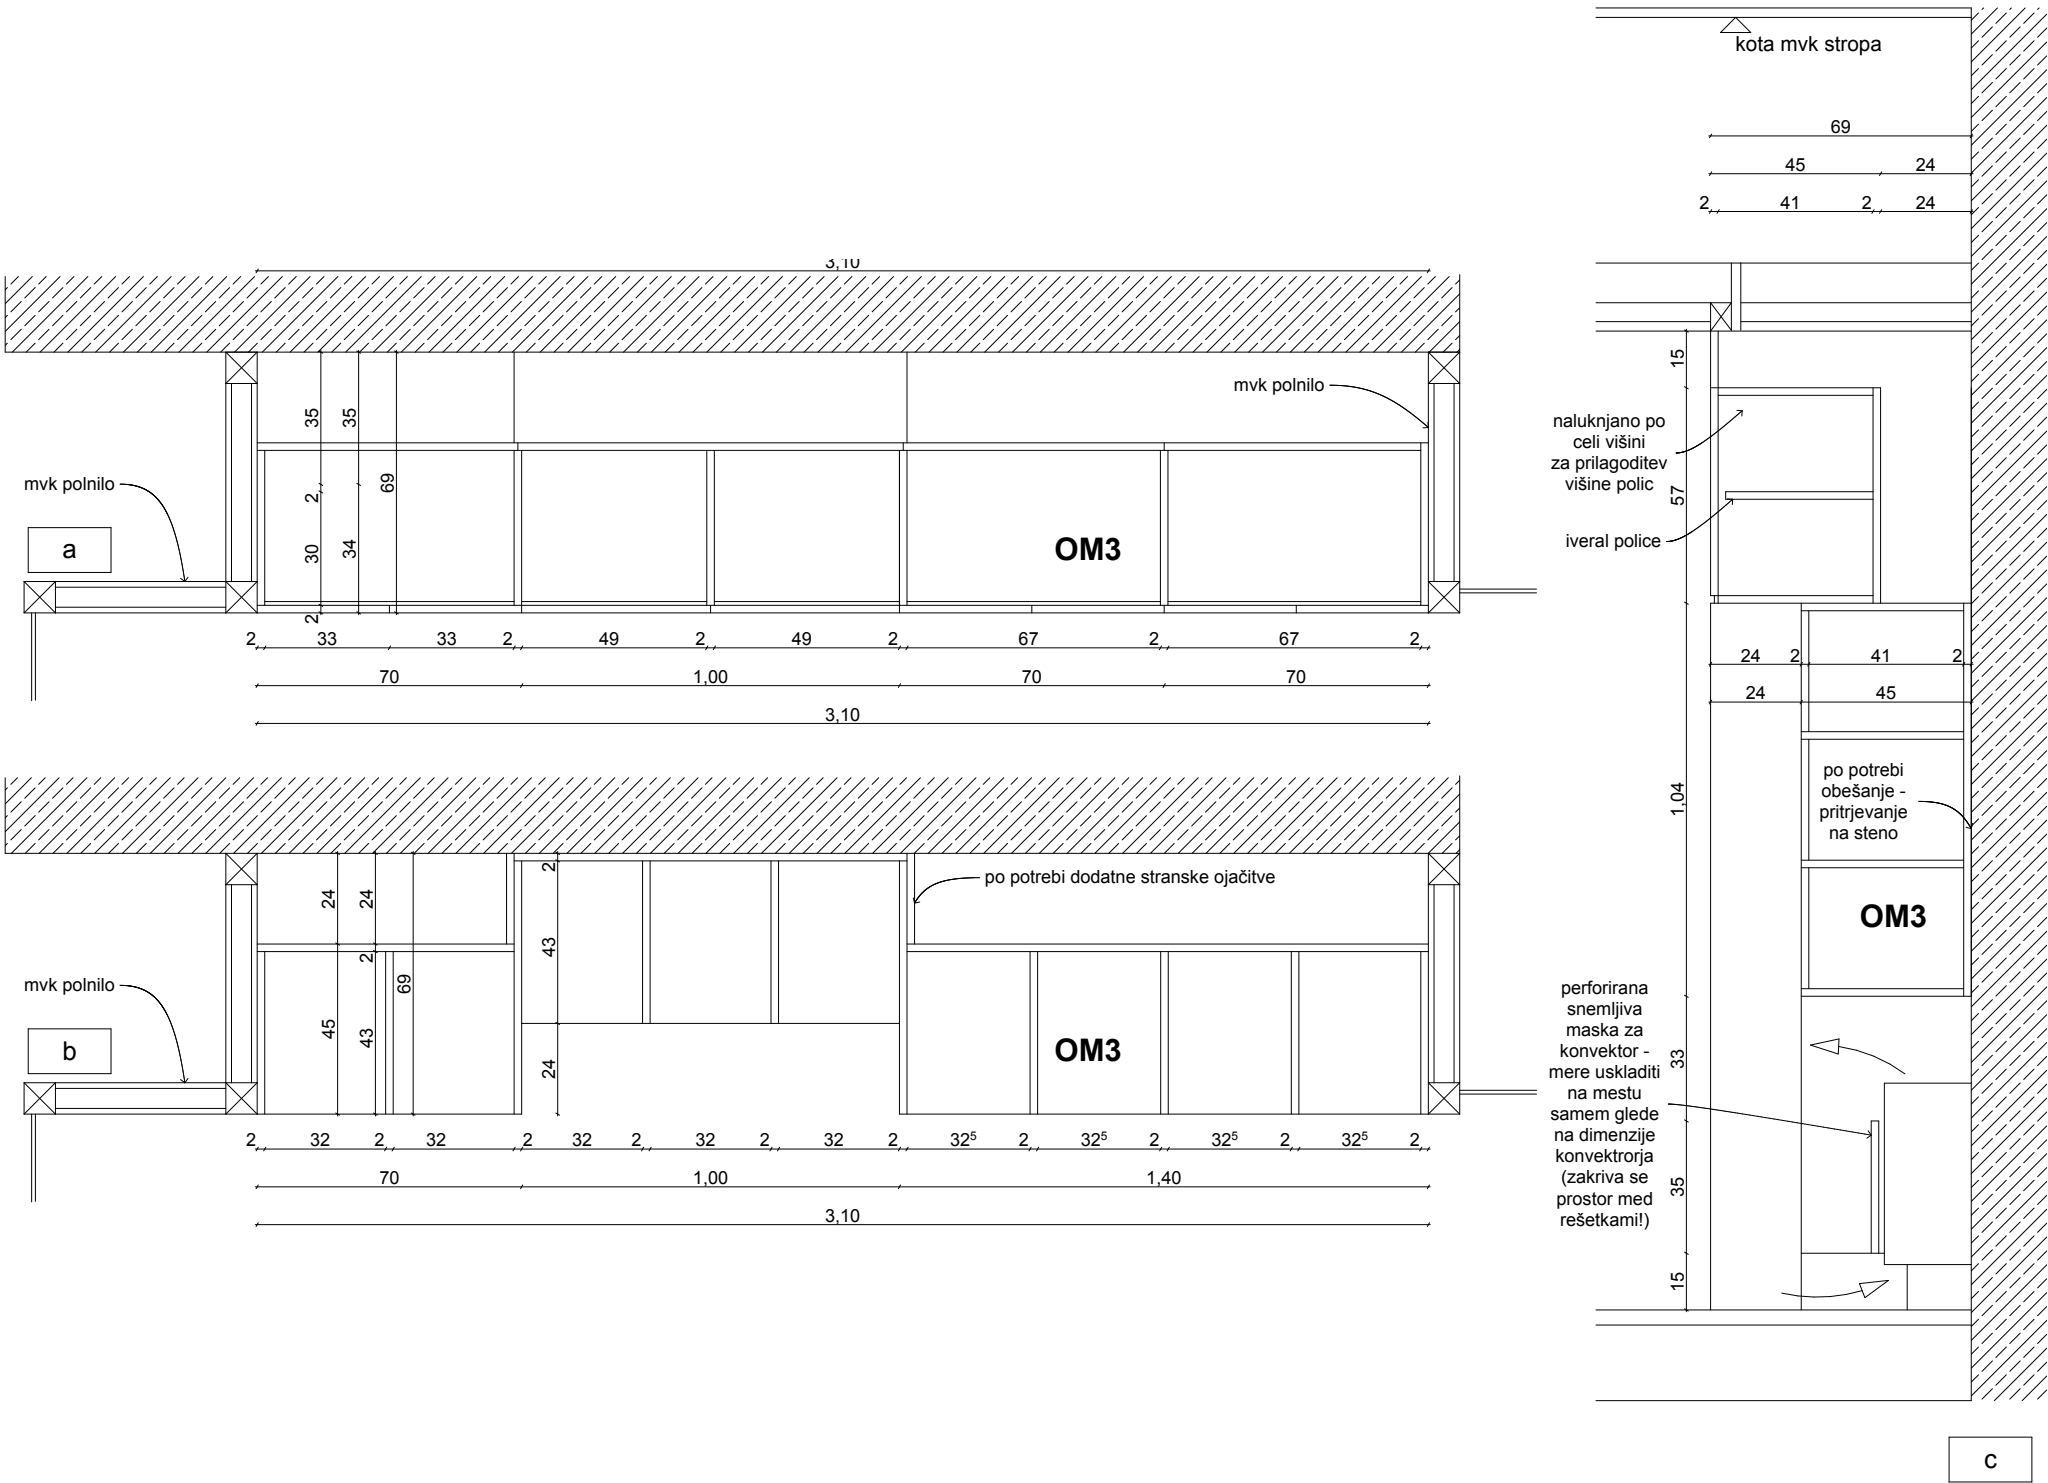 kota mvk stropa
69
45 24
2 41 2 24
3,10
mvk polnilo
35
35
69
2
30
34
2
mvk polnilo
a
OM3
2 33 33 2 49 2 49 2 67 2 67 2
70 1,00 70 70
3,10
24
24
2
69
45
43
2
43
24
po potrebi dodatne stranske ojačitve
mvk polnilo
b
OM3
2 32 2 32 2 32 2 32 2 32 2 32⁵ 2 32⁵ 2 32⁵ 2 32⁵ 2
70 1,00 1,40
3,10
15
naluknjano po
celi višini
za prilagoditev
višine polic
57
iveral police
24 2 41 2
24 45
1,04
po potrebi
obešanje -
pritrjevanje
na steno
OM3
perforirana
snemljiva
maska za
konvektor -
mere uskladiti
na mestu
samem glede
na dimenzije
konvektrorja
(zakriva se
prostor med
rešetkami!)
33
35
15
c